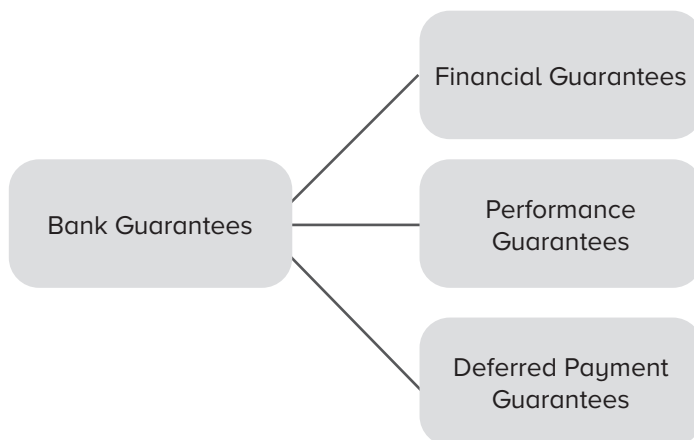 Financial Guarantees
Bank Guarantees
Performance
Guarantees
Deferred Payment
Guarantees